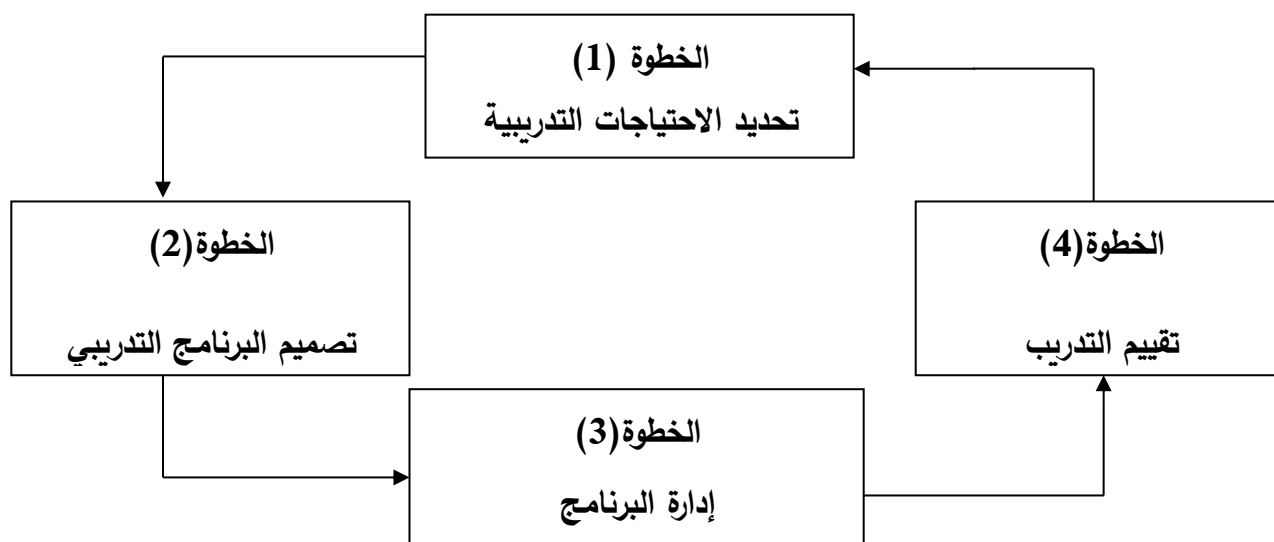 الخطوة (1)
تحديد الاحتياجات التدريبية
الخطوة(2)
تصميم البرنامج التدريبي
الخطوة(3)
إدارة البرنامج
الخطوة(4)
تقييم التدريب